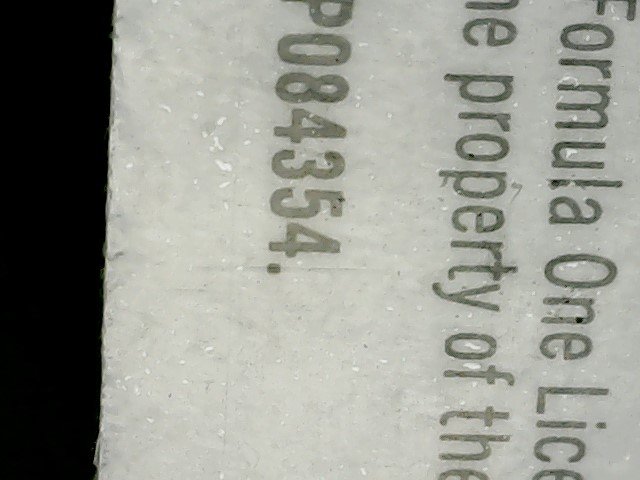 Formula One Lice
he property of the
P084354.